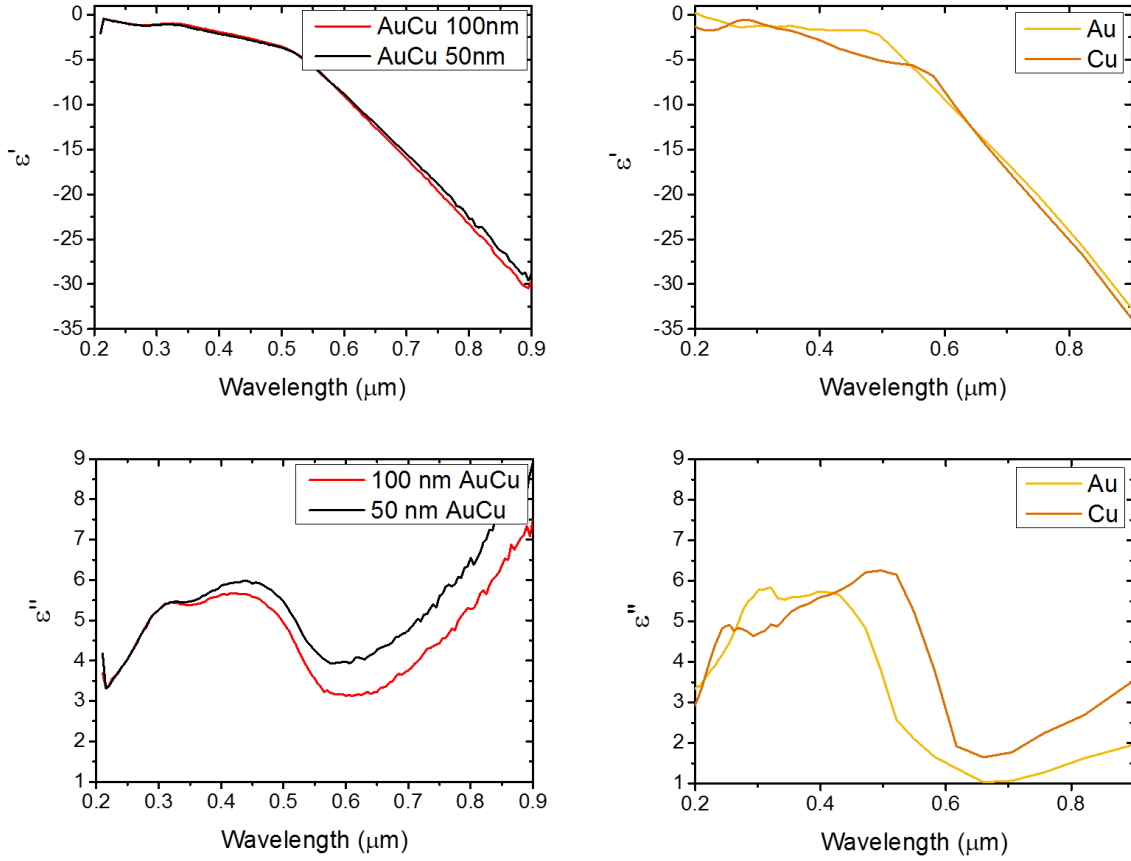 0
-5
-10
-15
-20
-25
-30
-35
ε'
AuCu 100nm
AuCu 50nm
0.2 0.3 0.4 0.5 0.6 0.7 0.8 0.9
Wavelength (μm)
0
-5
-10
-15
-20
-25
-30
-35
ε'
Au
Cu
0.2 0.4 0.6 0.8
Wavelength (μm)
9
8
7
6
5
4
3
2
1
ε"
100 nm AuCu
50 nm AuCu
0.2 0.3 0.4 0.5 0.6 0.7 0.8 0.9
Wavelength (μm)
9
8
7
6
5
4
3
2
1
ε"
Au
Cu
0.2 0.4 0.6 0.8
Wavelength (μm)